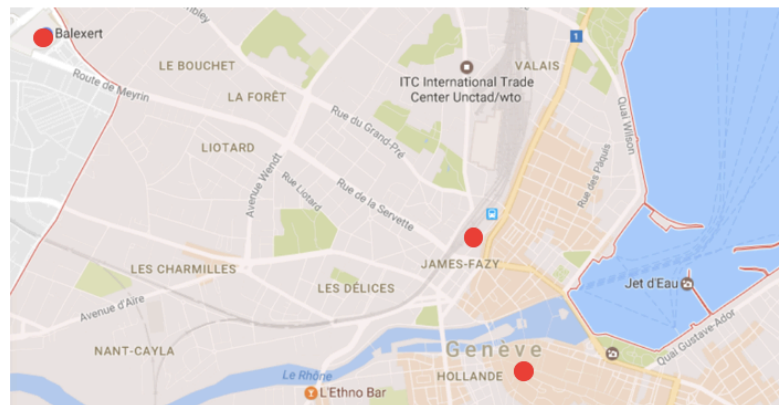 Balexert
LE BOUCHET
ITC International Trade
Center Unctad/wto
VALAIS
1
Route de Meyrin
LA FORÊT
Quai Wilson
Rue du Grand-Pré
LIOTARD
Avenue Wendt
Rue Liotard
Rue de la Servette
Rue des Pâquis
JAMES-FAZY
LES CHARMILLES
LES DÉLICES
Jet d'Eau
Avenue d'Aïre
Quai Gustave-Ador
NANT-CAYLA
Genève
Le Rhône
HOLLANDE
L'Ethno Bar